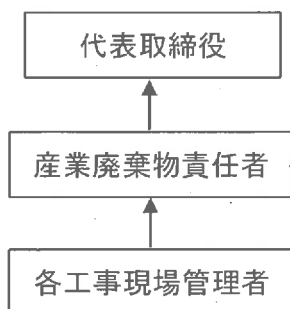 代表取締役
産業廃棄物責任者
各工事現場管理者